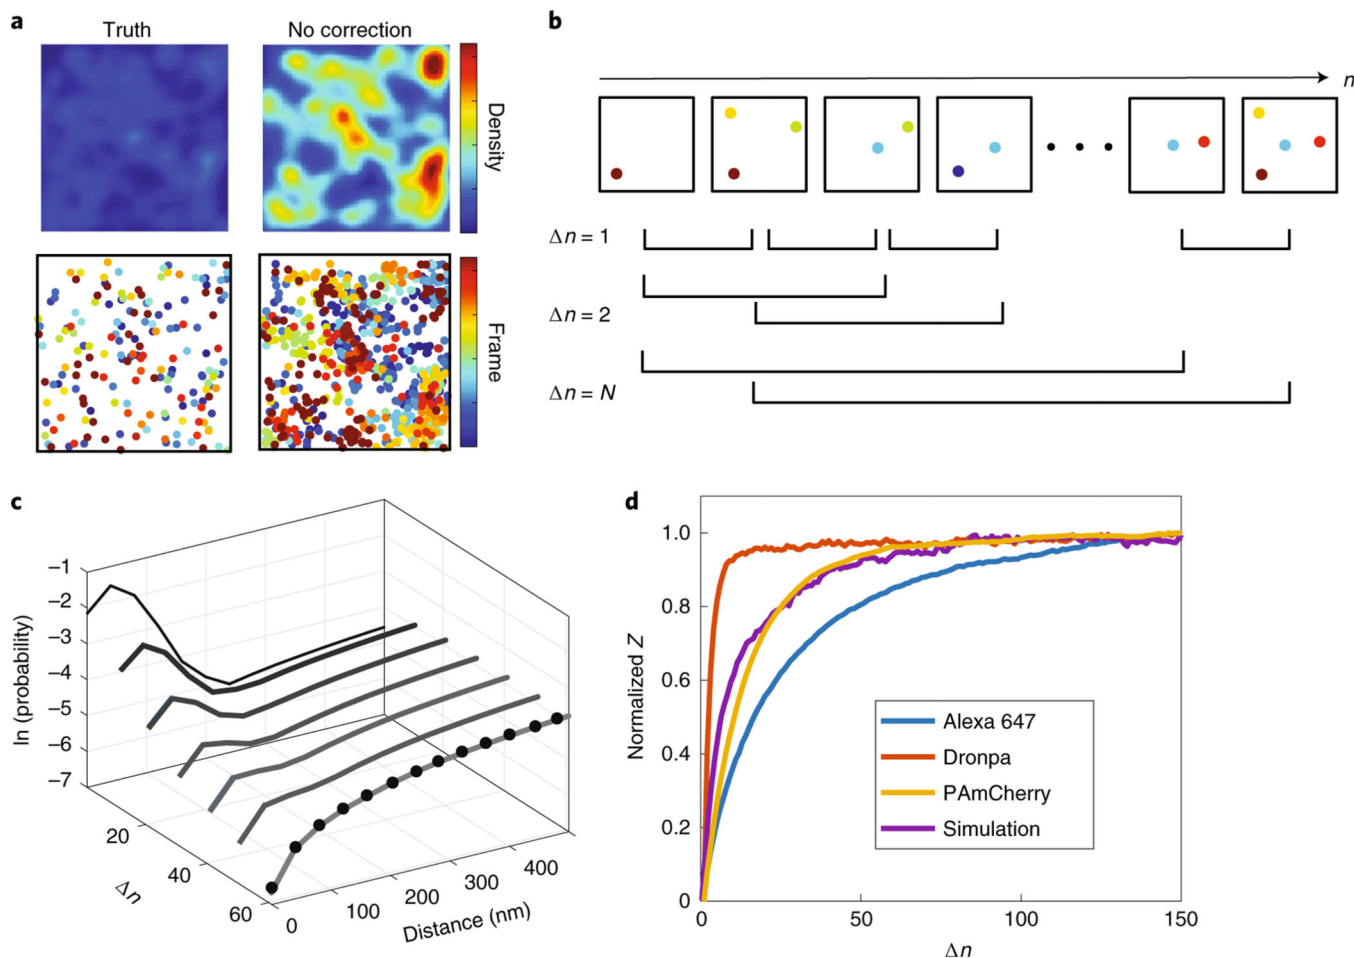 a
Truth
No correction
Density
Frame
b
n
Δn = 1
Δn = 2
Δn = N
c
ln (probability)
–1
–2
–3
–4
–5
–6
–7
20
40
60
Δn
0
100
200
300
400
Distance (nm)
d
Normalized Z
1.0
0.8
0.6
0.4
0.2
0
0
50
100
150
Δn
Alexa 647
Dronpa
PAmCherry
Simulation